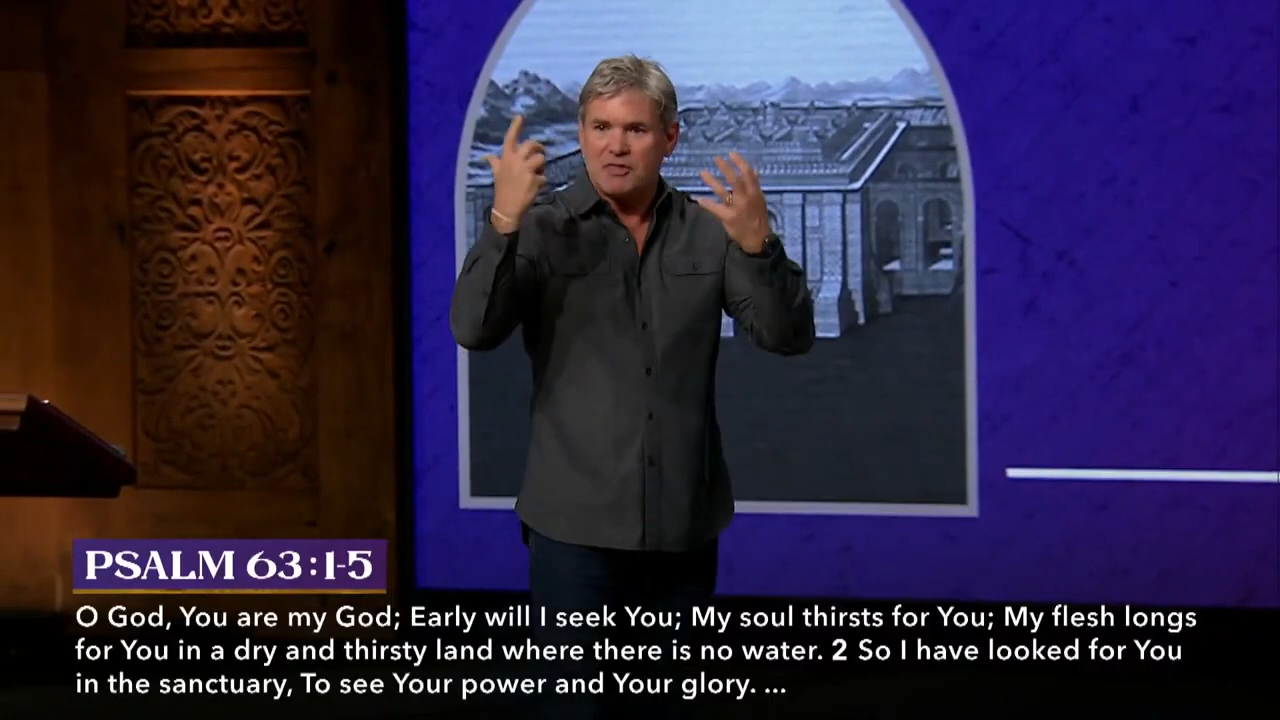 PSALM 63:1-5
O God, You are my God; Early will I seek You; My soul thirsts for You; My flesh longs
for You in a dry and thirsty land where there is no water. 2 So I have looked for You
in the sanctuary, To see Your power and Your glory. ...